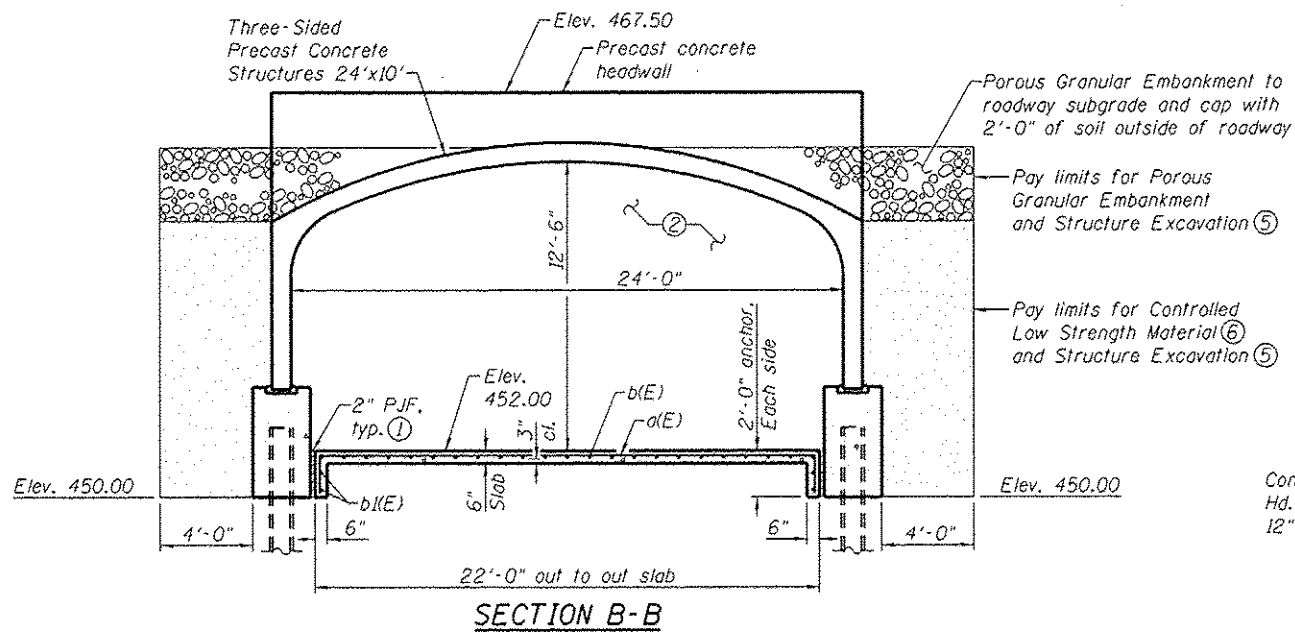 Three-Sided
Precast Concrete
Structures 24'x10'
Elev. 467.50
Precast concrete
headwall
Porous Granular Embankment to
roadway subgrade and cap with
2'-0" of soil outside of roadway
Pay limits for Porous
Granular Embankment
and Structure Excavation ⑤
②
12'-6"
24'-0"
Pay limits for Controlled
Low Strength Material ⑥
and Structure Excavation ⑤
2" PJF.
typ. ①
Elev.
452.00
3"
cl.
b(E)
a(E)
2'-0" anchor.
Each side
Elev. 450.00
b1(E)
6"
Slab
Elev. 450.00
4'-0"
6"
6"
4'-0"
22'-0" out to out slab
SECTION B-B
Con
Hd.
12"